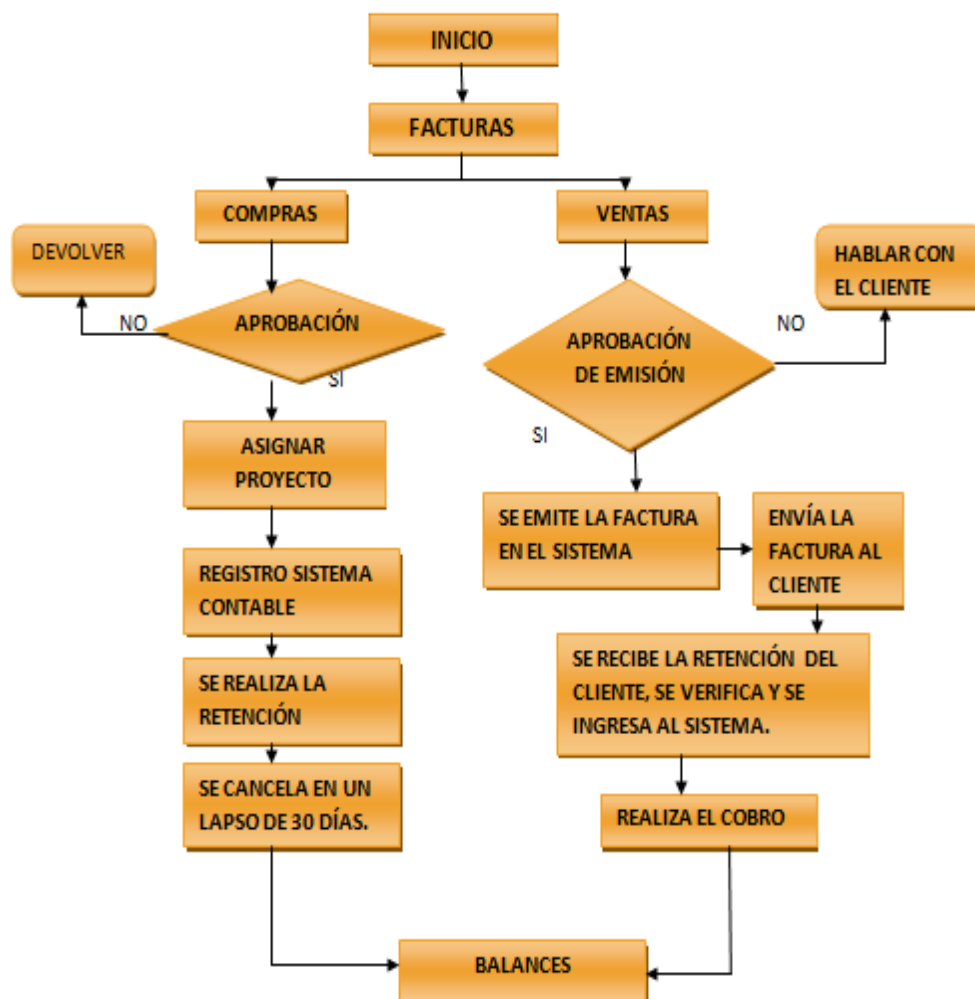 INICIO
FACTURAS
COMPRAS
VENTAS
DEVOLVER
HABLAR CON
EL CLIENTE
NO
APROBACIÓN
SI
NO
APROBACIÓN
DE EMISIÓN
SI
ASIGNAR
PROYECTO
SE EMITE LA FACTURA
EN EL SISTEMA
ENVÍA LA
FACTURA AL
CLIENTE
REGISTRO SISTEMA
CONTABLE
SE REALIZA LA
RETENCIÓN
SE RECIBE LA RETENCIÓN DEL
CLIENTE, SE VERIFICA Y SE
INGRESA AL SISTEMA.
SE CANCELA EN UN
LAPSO DE 30 DÍAS.
REALIZA EL COBRO
BALANCES